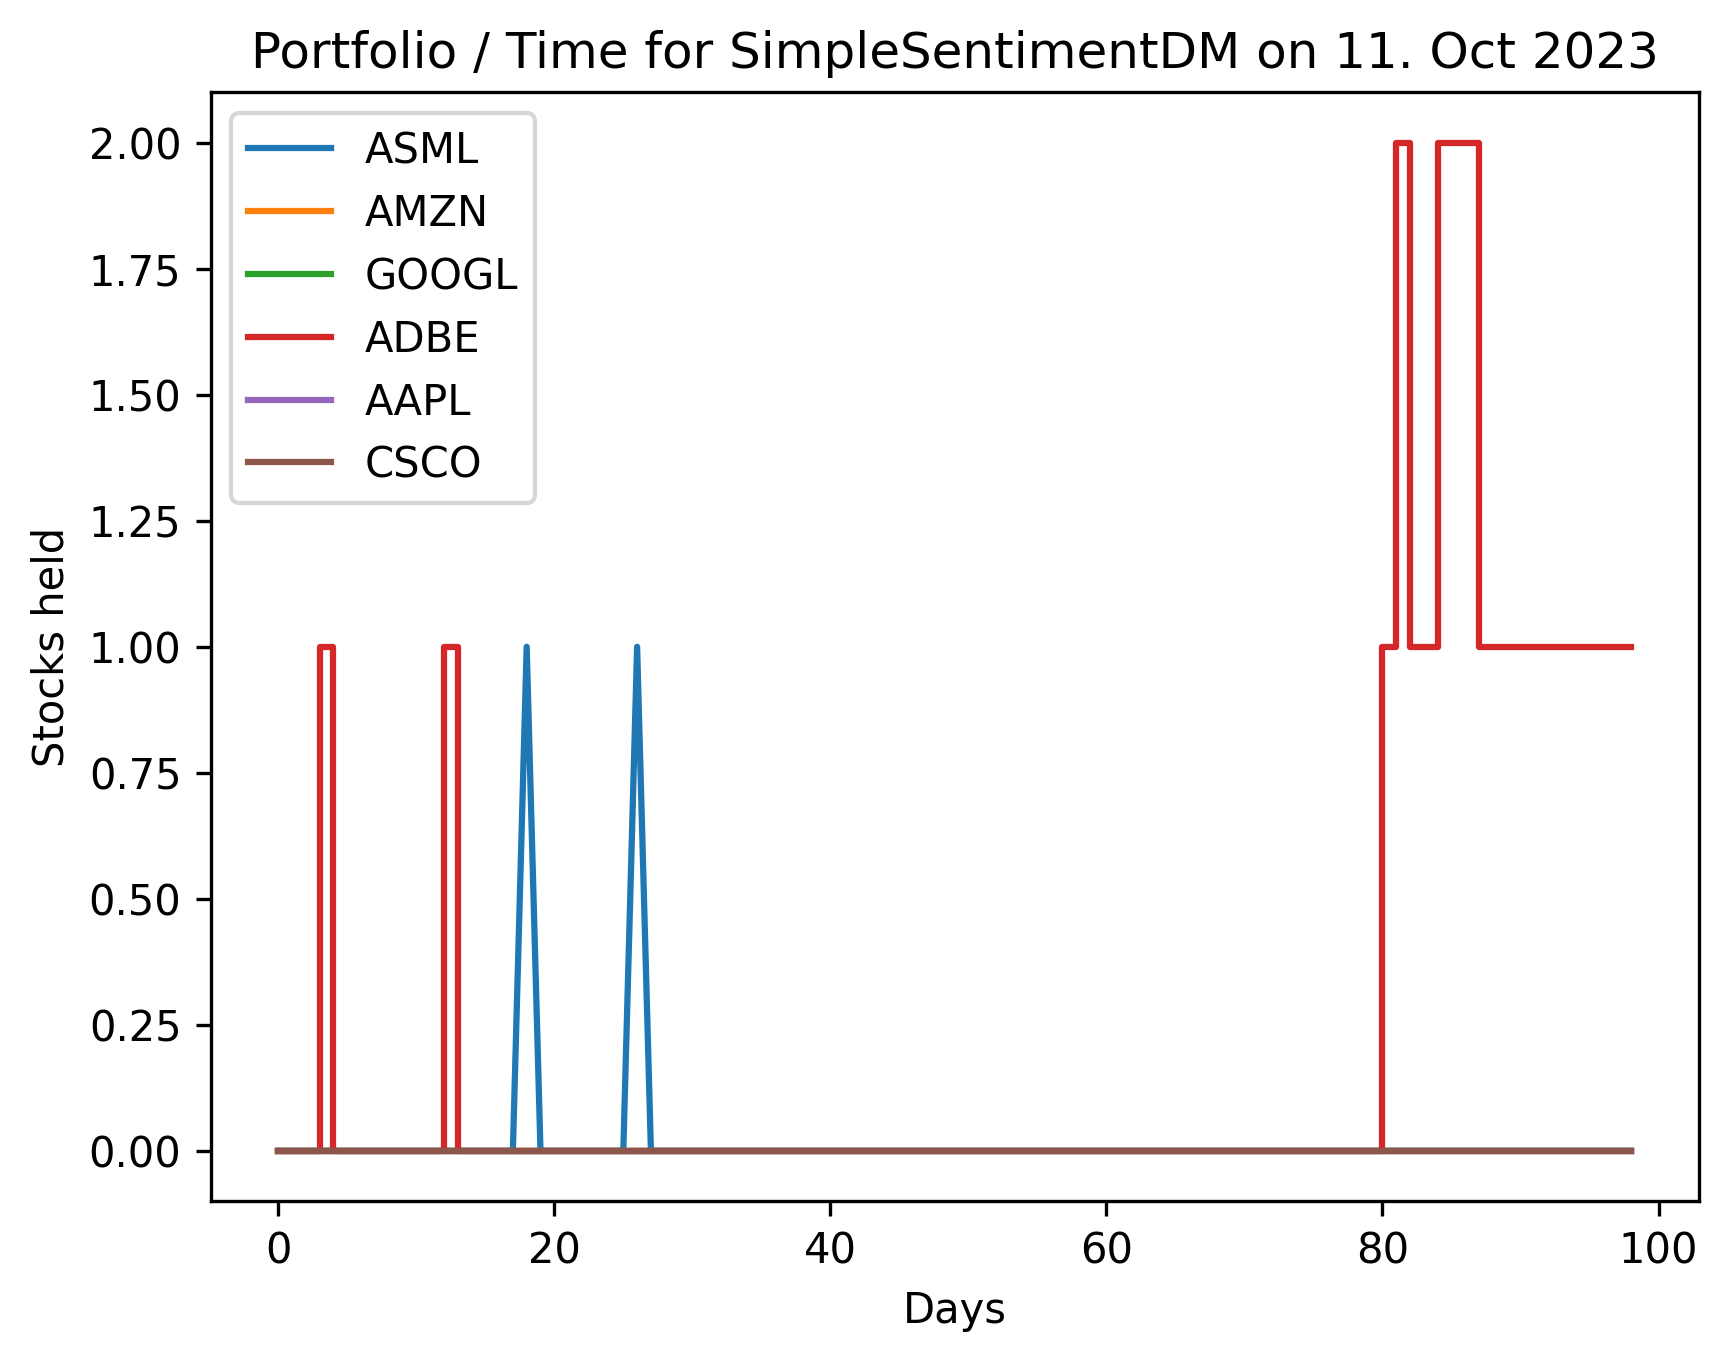 Portfolio / Time for SimpleSentimentDM on 11. Oct 2023
ASML
AMZN
GOOGL
ADBE
AAPL
CSCO
Stocks held
2.00
1.75
1.50
1.25
1.00
0.75
0.50
0.25
0.00
0 20 40 60 80 100
Days